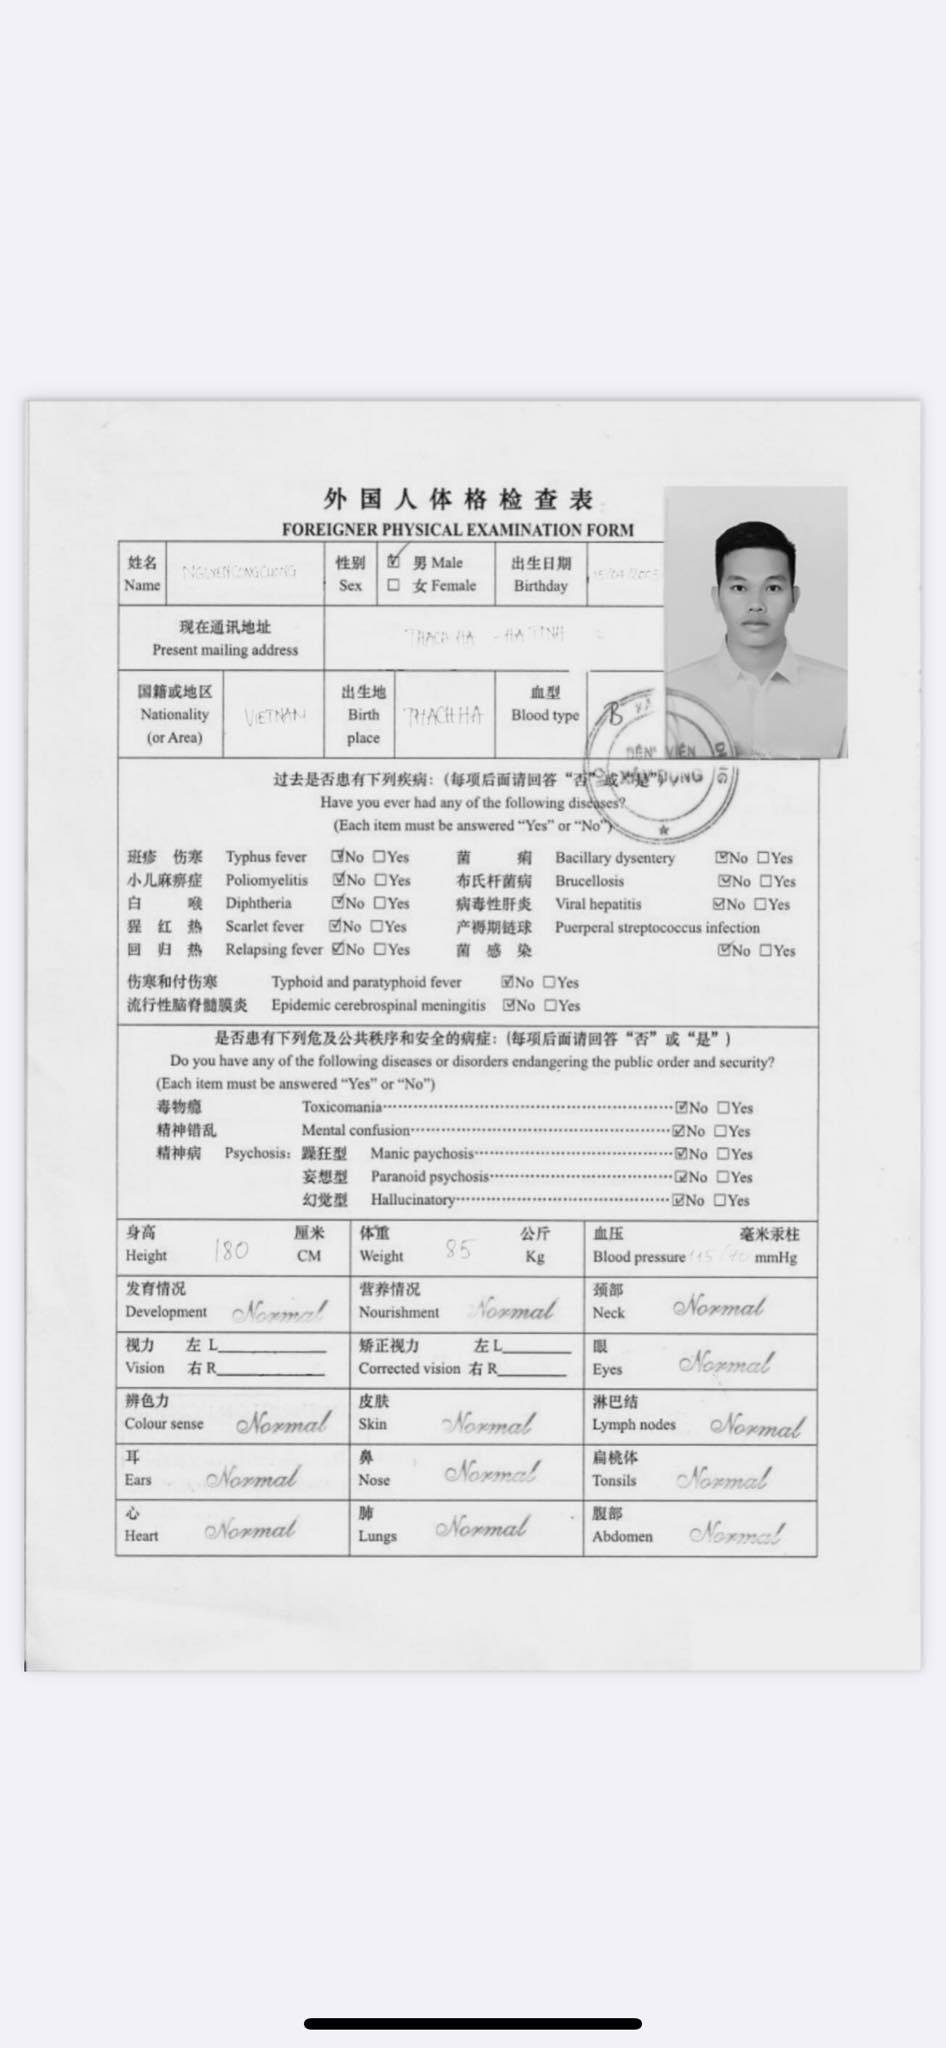 外国人体格检查表
FOREIGNER PHYSICAL EXAMINATION FORM
姓名 Name NGUYEN CONG CUONG 性别 Sex ☑ 男 Male ☐ 女 Female 出生日期 Birthday
现在通讯地址 Present mailing address THACH HA - HA TINH
国籍或地区 Nationality (or Area) VIETNAM 出生地 Birth place THACH HA 血型 Blood type B
VIỆN
XÂY DỰNG
过去是否患有下列疾病：(每项后面请回答“否”或“是”)
Have you ever had any of the following diseases?
(Each item must be answered “Yes” or “No”)
班疹 伤寒 Typhus fever ☑No ☐Yes 菌 痢 Bacillary dysentery ☑No ☐Yes
小儿麻痹症 Poliomyelitis ☑No ☐Yes 布氏杆菌病 Brucellosis ☑No ☐Yes
白 喉 Diphtheria ☑No ☐Yes 病毒性肝炎 Viral hepatitis ☑No ☐Yes
猩 红 热 Scarlet fever ☑No ☐Yes 产褥期链球 Puerperal streptococcus infection
回 归 热 Relapsing fever ☑No ☐Yes 菌 感 染 ☑No ☐Yes
伤寒和付伤寒 Typhoid and paratyphoid fever ☑No ☐Yes
流行性脑脊髓膜炎 Epidemic cerebrospinal meningitis ☑No ☐Yes
是否患有下列危及公共秩序和安全的病症：(每项后面请回答“否”或“是”)
Do you have any of the following diseases or disorders endangering the public order and security?
(Each item must be answered “Yes” or “No”)
毒物瘾 Toxicomania ☑No ☐Yes
精神错乱 Mental confusion ☑No ☐Yes
精神病 Psychosis: 躁狂型 Manic paychosis ☑No ☐Yes
妄想型 Paranoid psychosis ☑No ☐Yes
幻觉型 Hallucinatory ☑No ☐Yes
身高 厘米 体重 公斤 血压 毫米汞柱
Height 180 CM Weight 85 Kg Blood pressure mmHg
发育情况 营养情况 颈部
Development Normal Nourishment Normal Neck Normal
视力 左 L 矫正视力 左 L 眼
Vision 右 R Corrected vision 右 R Eyes Normal
辨色力 皮肤 淋巴结
Colour sense Normal Skin Normal Lymph nodes Normal
耳 鼻 扁桃体
Ears Normal Nose Normal Tonsils Normal
心 肺 腹部
Heart Normal Lungs Normal Abdomen Normal